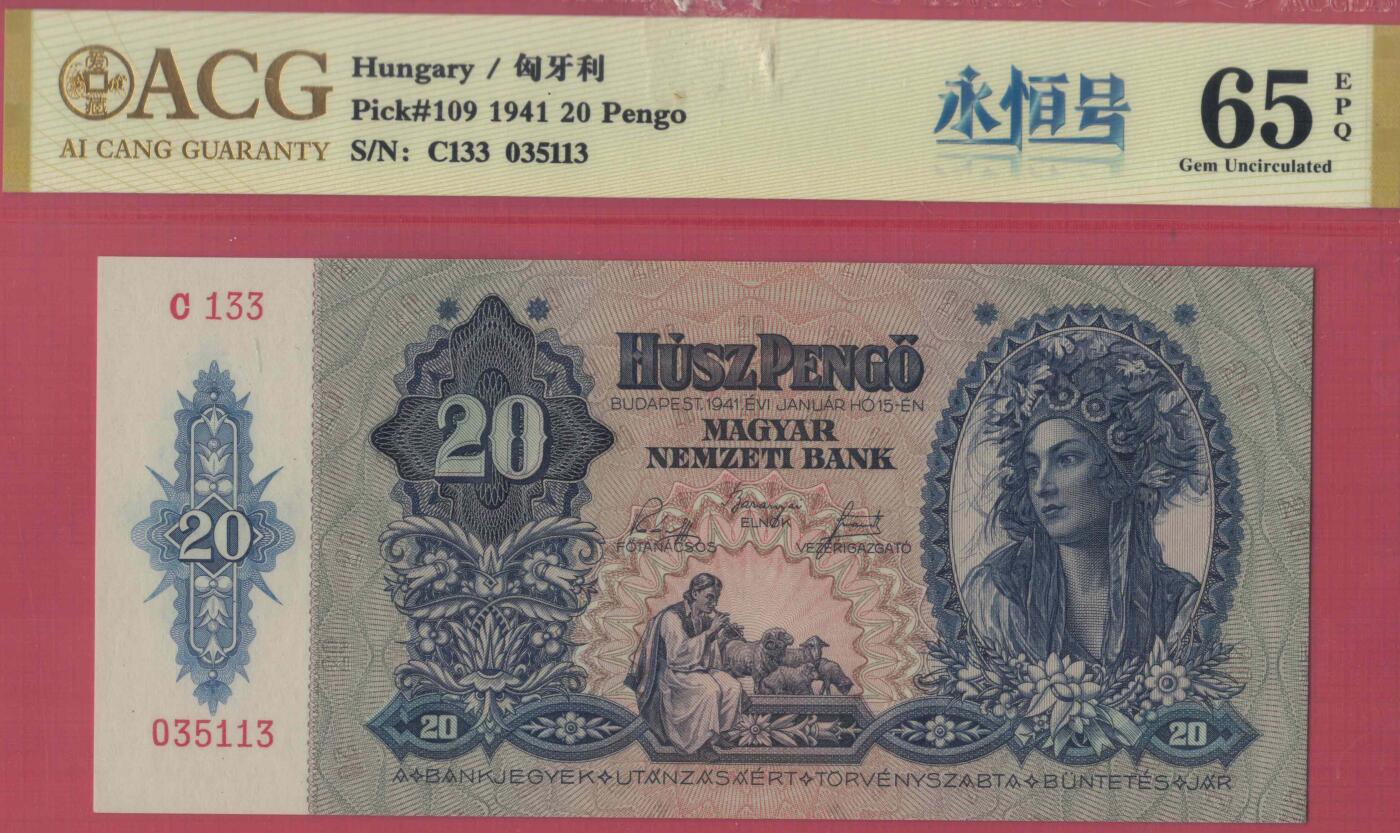 ACG
AI CANG GUARANTY
Hungary / 匈牙利
Pick#109 1941 20 Pengo
S/N: C133 035113
永恒号
65
EPQ
Gem Uncirculated
C 133
20
035113
20
HÚSZ PENGŐ
BUDAPEST, 1941. ÉVI JANUÁR HÓ 15-ÉN
MAGYAR
NEMZETI BANK
ELNÖK
FŐTANÁCSOS VEZÉRIGAZGATÓ
20 20
A BANKJEGYEK UTÁNZÁSÁÉRT TÖRVÉNYSZABTA BÜNTETÉS JÁR